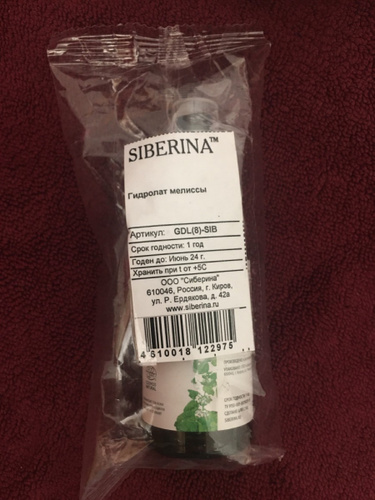 SIBERINA™
Гидролат мелиссы
Артикул: GDL(8)-SIB
Срок годности: 1 год
Годен до: Июнь 24 г.
Хранить при t от +5С
ООО "Сиберина"
610046, Россия, г. Киров,
ул. Р. Ердякова, д. 42а
www.siberina.ru
4 610018 122975